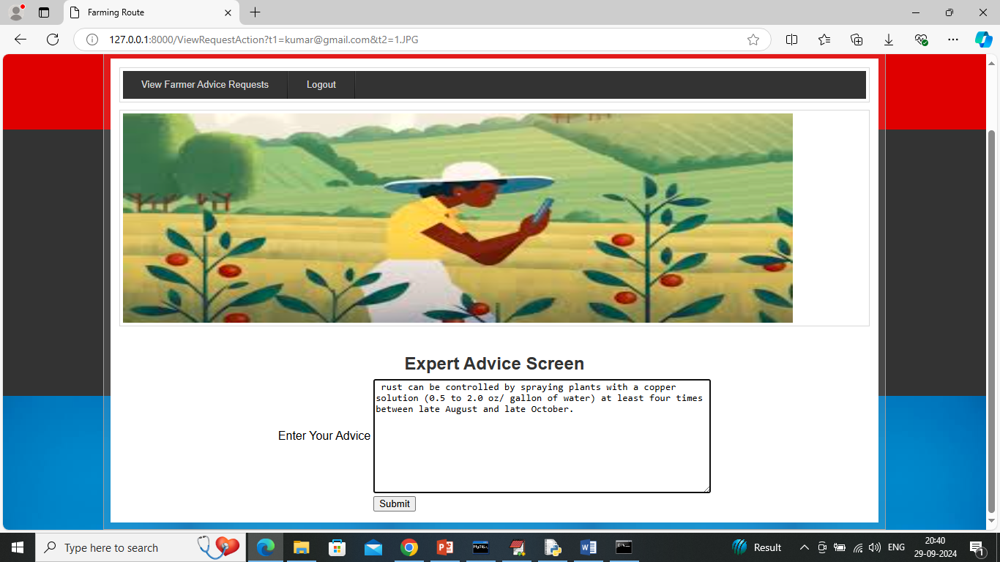 Farming Route
127.0.0.1:8000/ViewRequestAction?t1=kumar@gmail.com&t2=1.JPG
View Farmer Advice Requests
Logout
Expert Advice Screen
Enter Your Advice
rust can be controlled by spraying plants with a copper
solution (0.5 to 2.0 oz/ gallon of water) at least four times
between late August and late October.
Submit
Type here to search
Result
ENG
20:40
29-09-2024
1